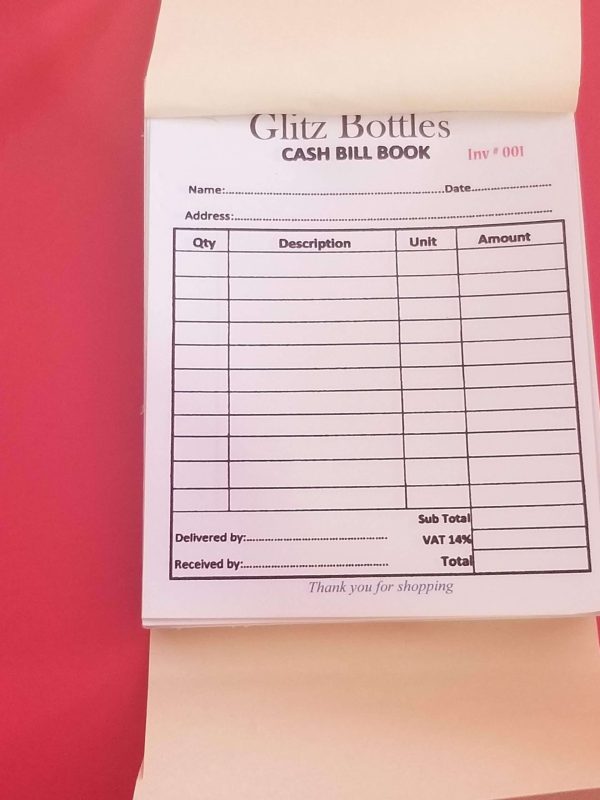 Glitz Bottles
CASH BILL BOOK Inv # 001
Name:..........................................................Date......................
Address:................................................................................
Qty Description Unit Amount
Sub Total
Delivered by:.......................................
VAT 14%
Received by:.......................................
Total
Thank you for shopping